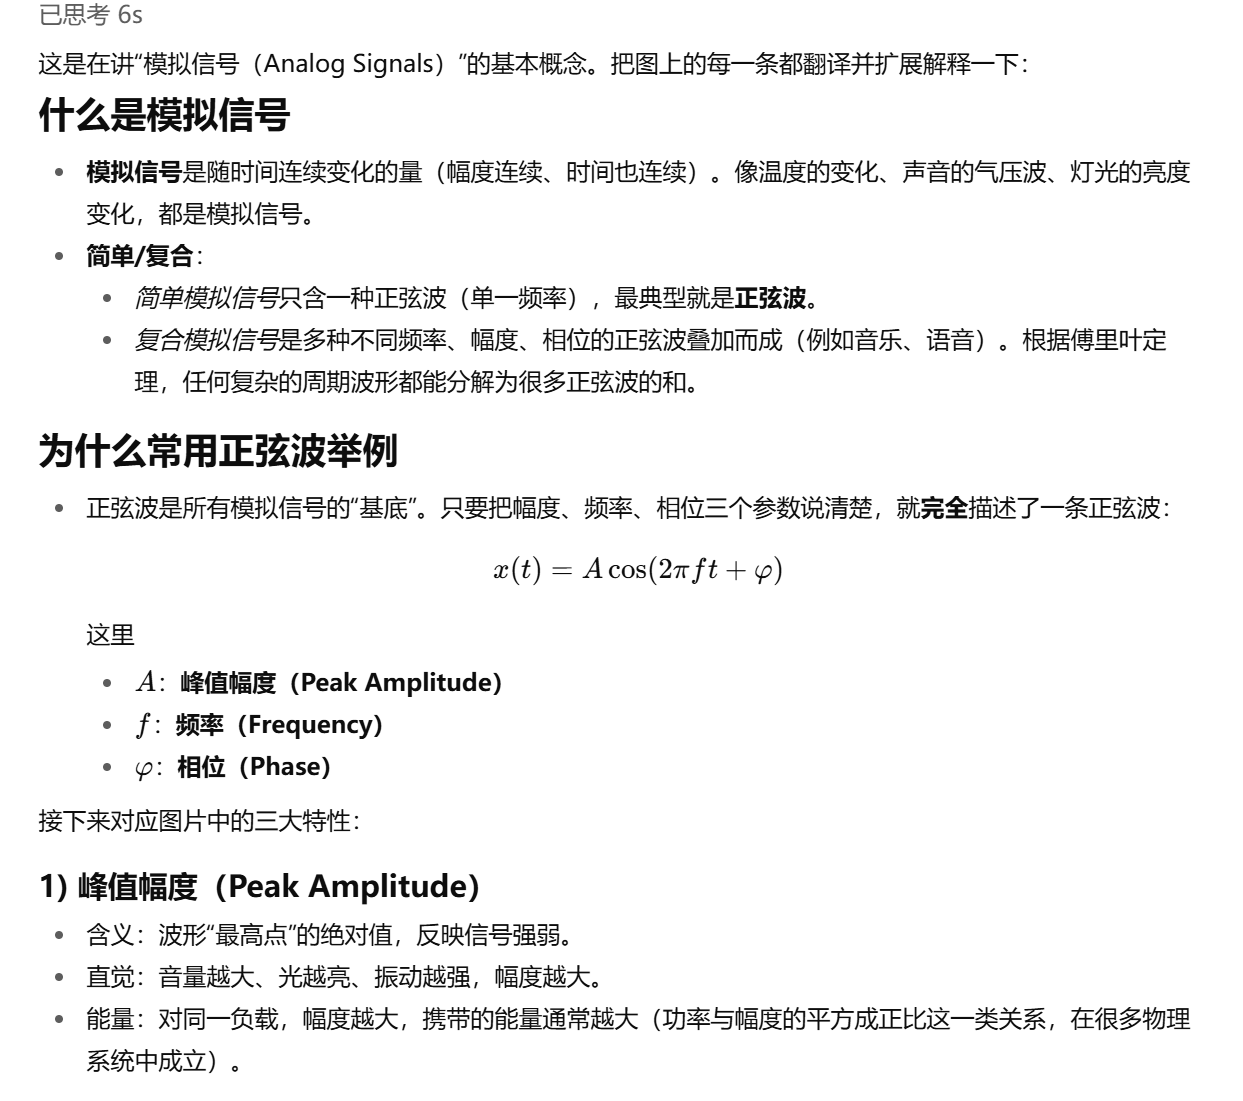 已思考 6s
这是在讲“模拟信号（Analog Signals）”的基本概念。把图上的每一条都翻译并扩展解释一下：
什么是模拟信号
• 模拟信号是随时间连续变化的量（幅度连续、时间也连续）。像温度的变化、声音的气压波、灯光的亮度
变化，都是模拟信号。
• 简单/复合：
• 简单模拟信号只含一种正弦波（单一频率），最典型就是正弦波。
• 复合模拟信号是多种不同频率、幅度、相位的正弦波叠加而成（例如音乐、语音）。根据傅里叶定
理，任何复杂的周期波形都能分解为很多正弦波的和。
为什么常用正弦波举例
• 正弦波是所有模拟信号的“基底”。只要把幅度、频率、相位三个参数说清楚，就完全描述了一条正弦波：
x(t) = A cos(2πft + φ)
这里
• A：峰值幅度（Peak Amplitude）
• f：频率（Frequency）
• φ：相位（Phase）
接下来对应图片中的三大特性：
1) 峰值幅度（Peak Amplitude）
• 含义：波形“最高点”的绝对值，反映信号强弱。
• 直觉：音量越大、光越亮、振动越强，幅度越大。
• 能量：对同一负载，幅度越大，携带的能量通常越大（功率与幅度的平方成正比这一类关系，在很多物理
系统中成立）。